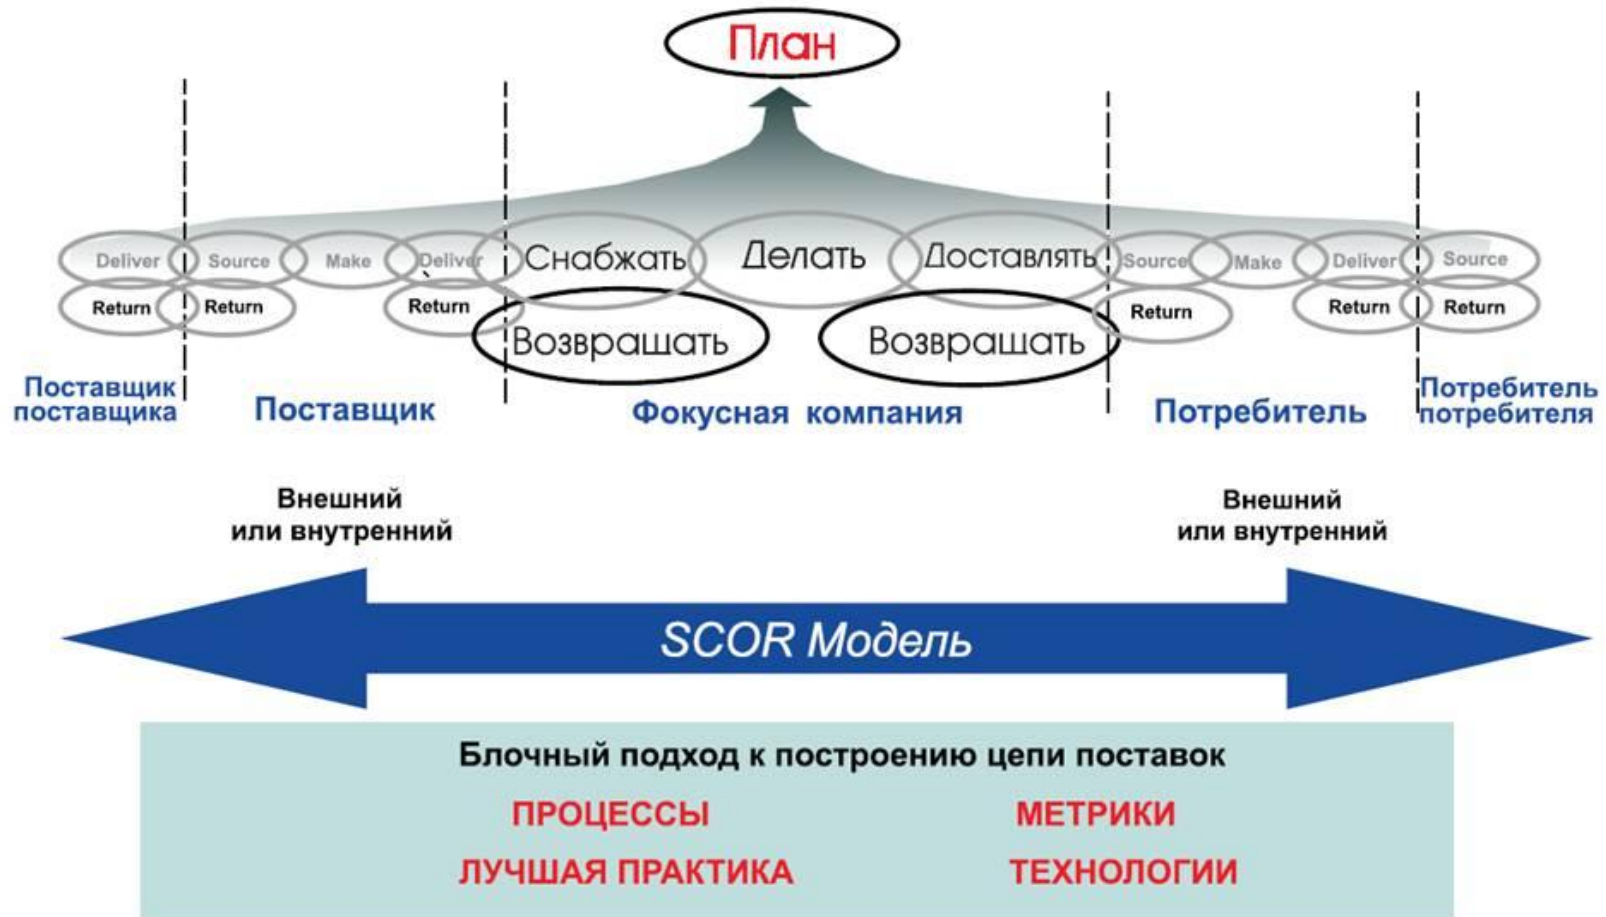 План
Deliver Source Make Deliver Снабжать Делать Доставлять Source Make Deliver Source
Return Return Return Возвращать Возвращать Return Return Return
Поставщик
поставщика
Поставщик
Фокусная компания
Потребитель
Потребитель
потребителя
Внешний
или внутренний
Внешний
или внутренний
SCOR Модель
Блочный подход к построению цепи поставок
ПРОЦЕССЫ МЕТРИКИ
ЛУЧШАЯ ПРАКТИКА ТЕХНОЛОГИИ